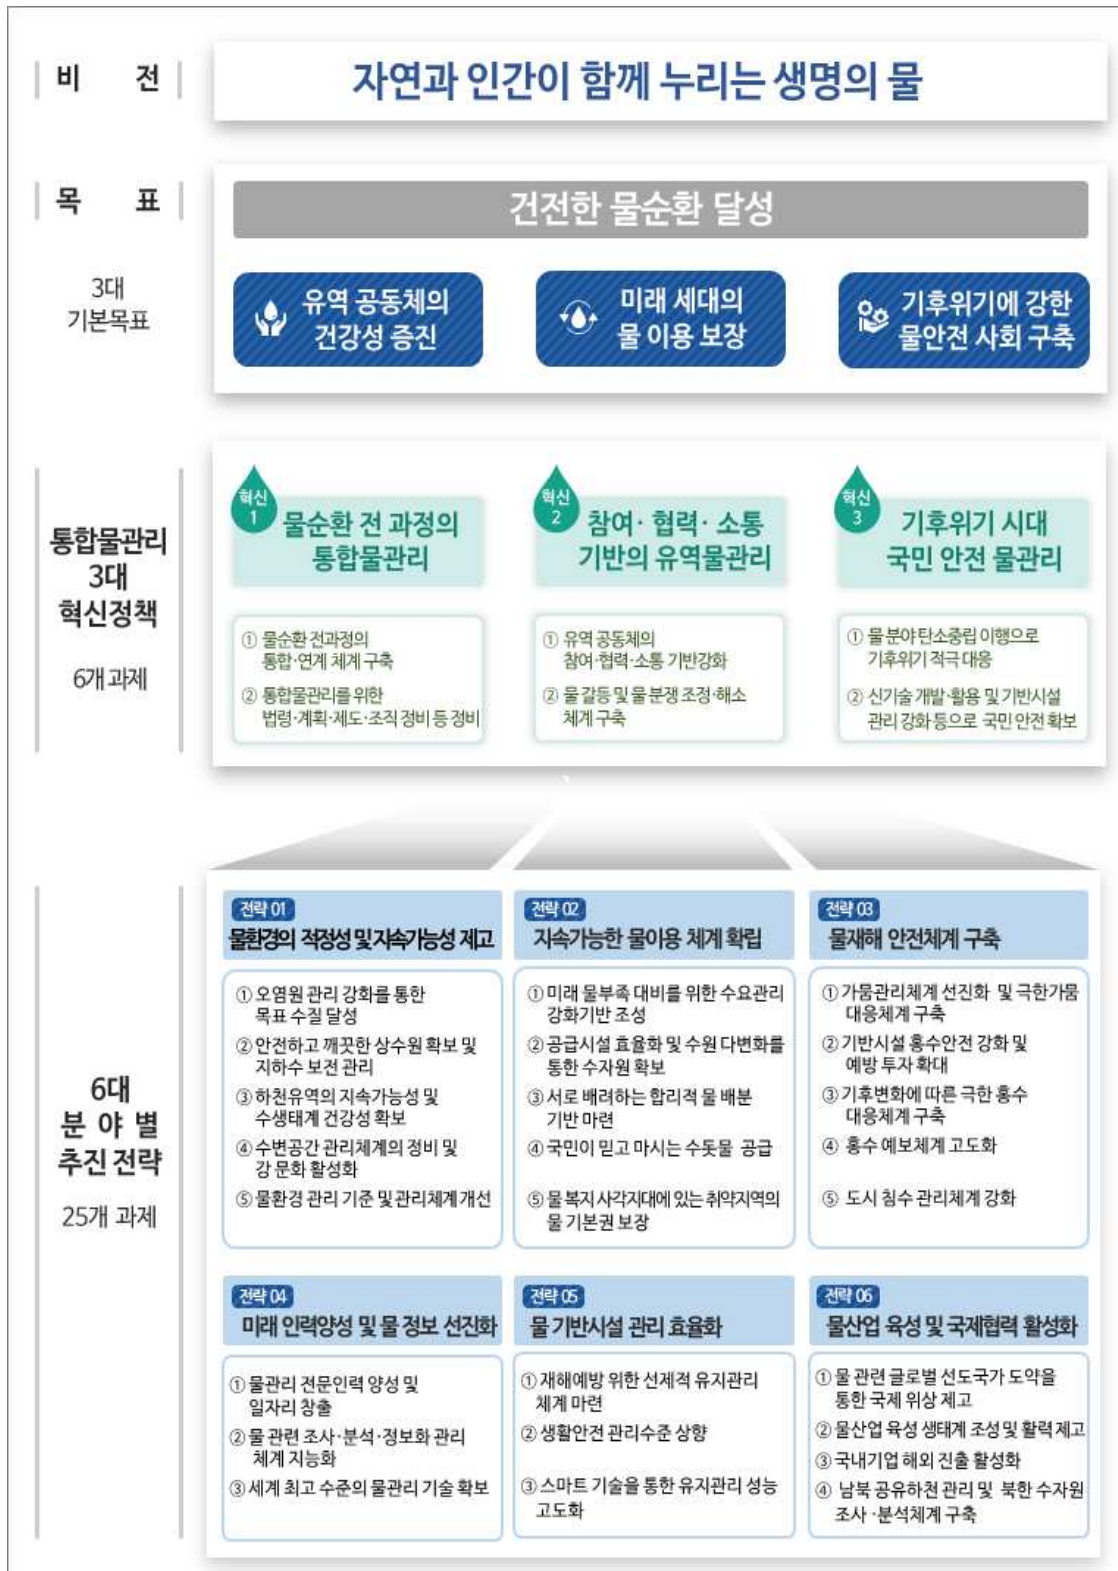 비 전
자연과 인간이 함께 누리는 생명의 물
목 표
건전한 물순환 달성
3대
기본목표
유역 공동체의
건강성 증진
미래 세대의
물 이용 보장
기후위기에 강한
물안전 사회 구축
통합물관리
3대
혁신정책
6개 과제
혁신
1
물순환 전 과정의
통합물관리
① 물순환 전과정의
통합·연계 체계 구축
② 통합물관리를 위한
법령·계획·제도·조직 정비 등 정비
혁신
2
참여· 협력· 소통
기반의 유역물관리
① 유역 공동체의
참여·협력·소통 기반강화
② 물 갈등 및 물 분쟁 조정·해소
체계 구축
혁신
3
기후위기 시대
국민 안전 물관리
① 물 분야 탄소중립 이행으로
기후위기 적극 대응
② 신기술 개발·활용 및 기반시설
관리 강화 등으로 국민 안전 확보
6대
분 야 별
추진 전략
25개 과제
전략 01
물환경의 적정성 및 지속가능성 제고
① 오염원 관리 강화를 통한
목표 수질 달성
② 안전하고 깨끗한 상수원 확보 및
지하수 보전 관리
③ 하천유역의 지속가능성 및
수생태계 건강성 확보
④ 수변공간 관리체계의 정비 및
강 문화 활성화
⑤ 물환경 관리 기준 및 관리체계 개선
전략 02
지속가능한 물이용 체계 확립
① 미래 물부족 대비를 위한 수요관리
강화기반 조성
② 공급시설 효율화 및 수원 다변화를
통한 수자원 확보
③ 서로 배려하는 합리적 물 배분
기반 마련
④ 국민이 믿고 마시는 수돗물 공급
⑤ 물 복지 사각지대에 있는 취약지역의
물 기본권 보장
전략 03
물재해 안전체계 구축
① 가뭄관리체계 선진화 및 극한가뭄
대응체계 구축
② 기반시설 홍수안전 강화 및
예방 투자 확대
③ 기후변화에 따른 극한 홍수
대응체계 구축
④ 홍수 예보체계 고도화
⑤ 도시 침수 관리체계 강화
전략 04
미래 인력양성 및 물 정보 선진화
① 물관리 전문인력 양성 및
일자리 창출
② 물 관련 조사·분석·정보화 관리
체계 지능화
③ 세계 최고 수준의 물관리 기술 확보
전략 05
물 기반시설 관리 효율화
① 재해예방 위한 선제적 유지관리
체계 마련
② 생활안전 관리수준 상향
③ 스마트 기술을 통한 유지관리 성능
고도화
전략 06
물산업 육성 및 국제협력 활성화
① 물 관련 글로벌 선도국가 도약을
통한 국제 위상 제고
② 물산업 육성 생태계 조성 및 활력 제고
③ 국내기업 해외 진출 활성화
④ 남북 공유하천 관리 및 북한 수자원
조사 ·분석체계 구축